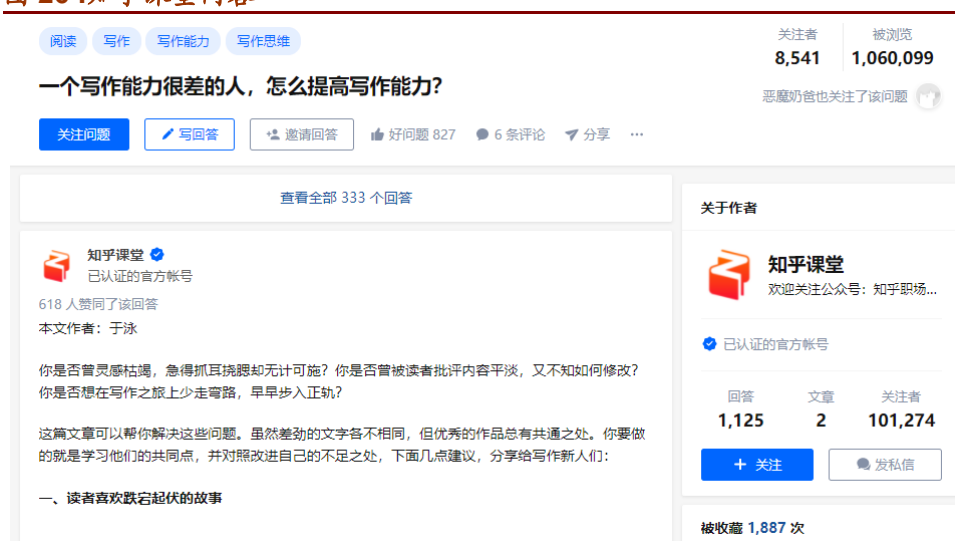 阅读 写作 写作能力 写作思维
一个写作能力很差的人，怎么提高写作能力？
关注问题 写回答 邀请回答 好问题 827 6 条评论 分享 ···
关注者 被浏览
8,541 1,060,099
恶魔奶爸也关注了该问题
查看全部 333 个回答
知乎课堂
已认证的官方帐号
618 人赞同了该回答
本文作者：于泳
你是否曾灵感枯竭，急得抓耳挠腮却无计可施？你是否曾被读者批评内容平淡，又不知如何修改？
你是否想在写作之旅上少走弯路，早早步入正轨？
这篇文章可以帮你解决这些问题。虽然差劲的文字各不相同，但优秀的作品总有共通之处。你要做
的就是学习他们的共同点，并对照改进自己的不足之处，下面几点建议，分享给写作新人们：
一、读者喜欢跌宕起伏的故事
关于作者
知乎课堂
欢迎关注公众号：知乎职场...
已认证的官方帐号
回答 文章 关注者
1,125 2 101,274
+ 关注 发私信
被收藏 1,887 次